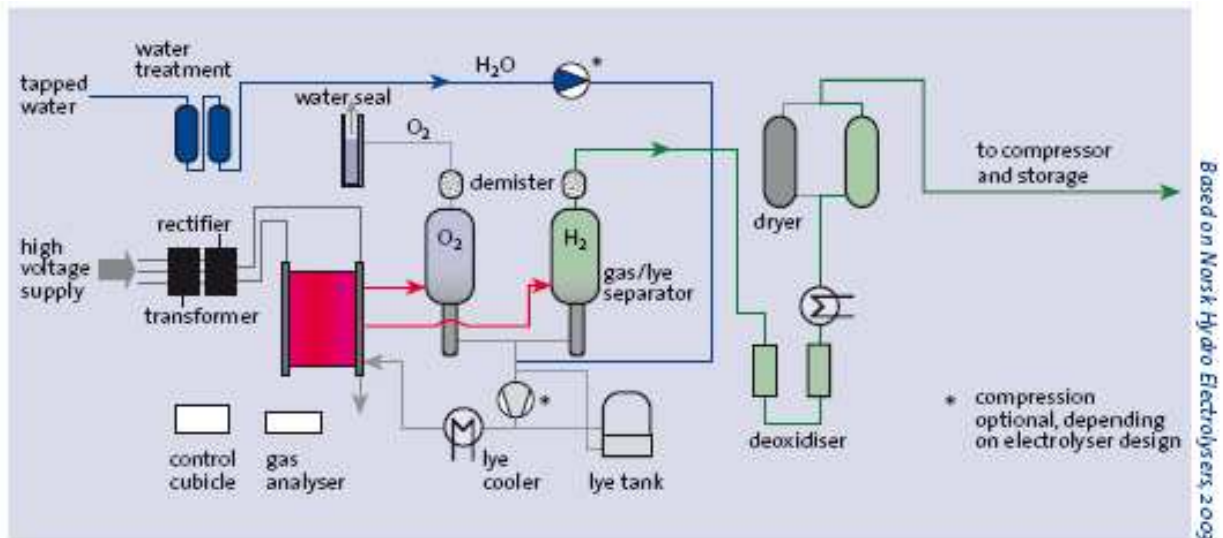 water
treatment
tapped
water
H₂O
*
water seal
O₂
demister
O₂
H₂
gas/lye
separator
rectifier
high
voltage
supply
transformer
dryer
to compressor
and storage
deoxidiser
*
control
cubicle
gas
analyser
lye
cooler
lye tank
* compression
optional, depending
on electrolyser design
Based on Norsk Hydro Electrolysers, 2009